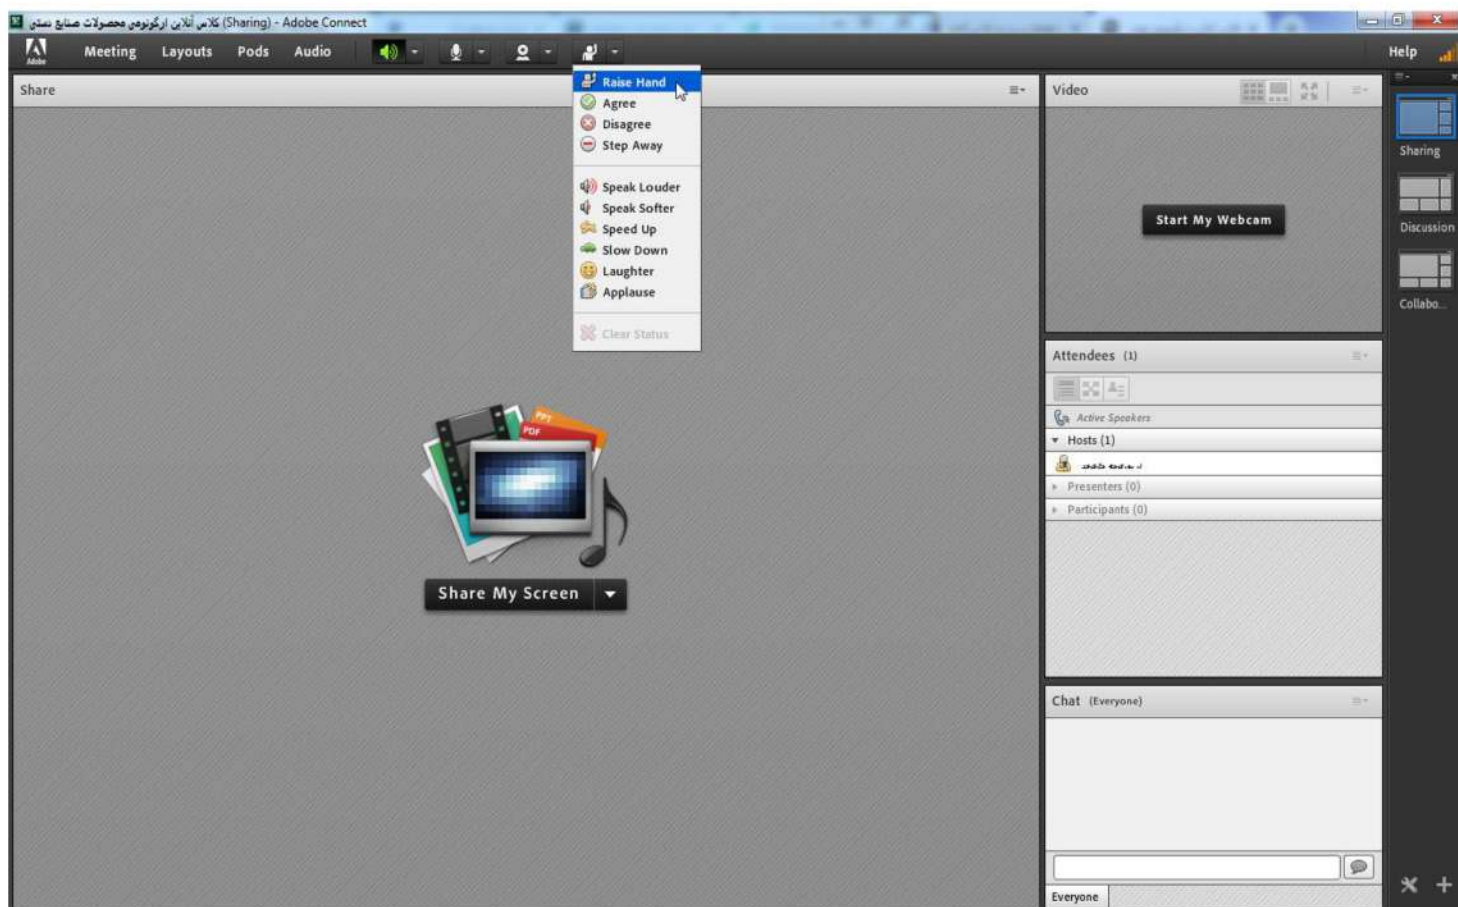 کلاس آنلاین ارگونومی محصولات صنایع دستی (Sharing) - Adobe Connect
Adobe Meeting Layouts Pods Audio Help
Share
Raise Hand
Agree
Disagree
Step Away
Speak Louder
Speak Softer
Speed Up
Slow Down
Laughter
Applause
Clear Status
PPT
PDF
Share My Screen
Video
Start My Webcam
Attendees (1)
Active Speakers
Hosts (1)
Presenters (0)
Participants (0)
Chat (Everyone)
Everyone
Sharing
Discussion
Collabo...